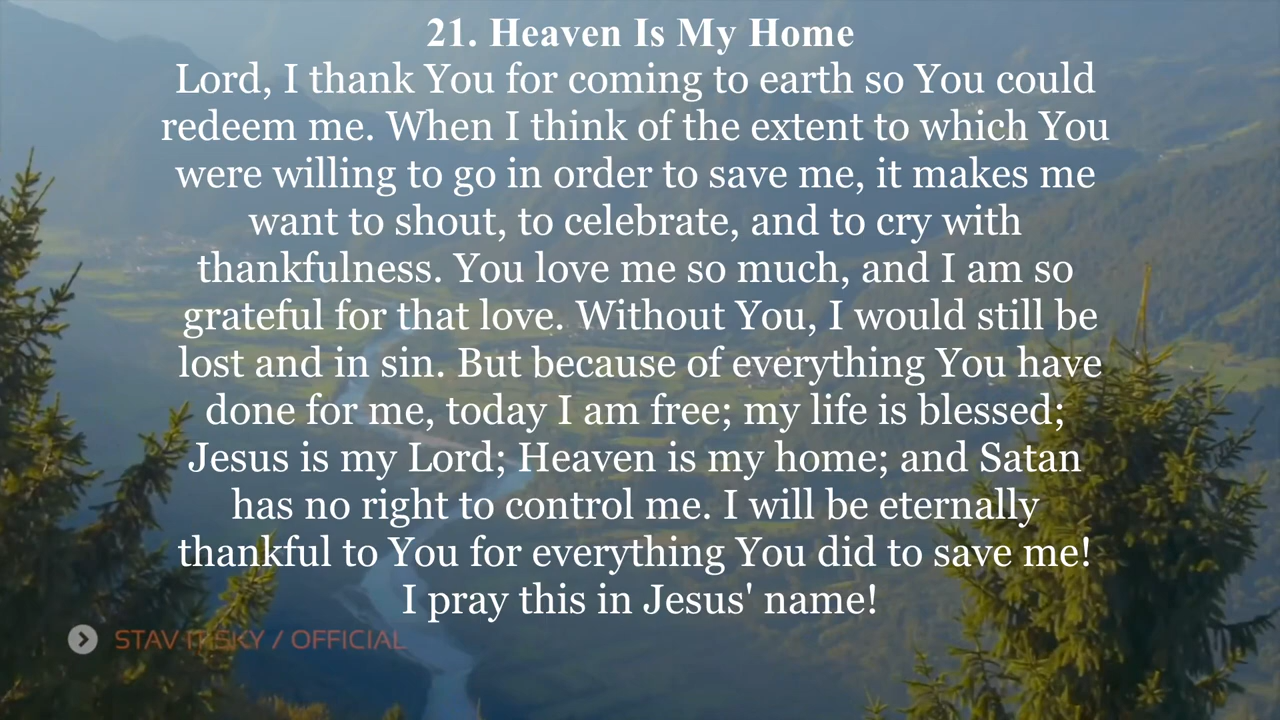 21. Heaven Is My Home
Lord, I thank You for coming to earth so You could
redeem me. When I think of the extent to which You
were willing to go in order to save me, it makes me
want to shout, to celebrate, and to cry with
thankfulness. You love me so much, and I am so
grateful for that love. Without You, I would still be
lost and in sin. But because of everything You have
done for me, today I am free; my life is blessed;
Jesus is my Lord; Heaven is my home; and Satan
has no right to control me. I will be eternally
thankful to You for everything You did to save me!
I pray this in Jesus' name!
STAV IT SKY / OFFICIAL